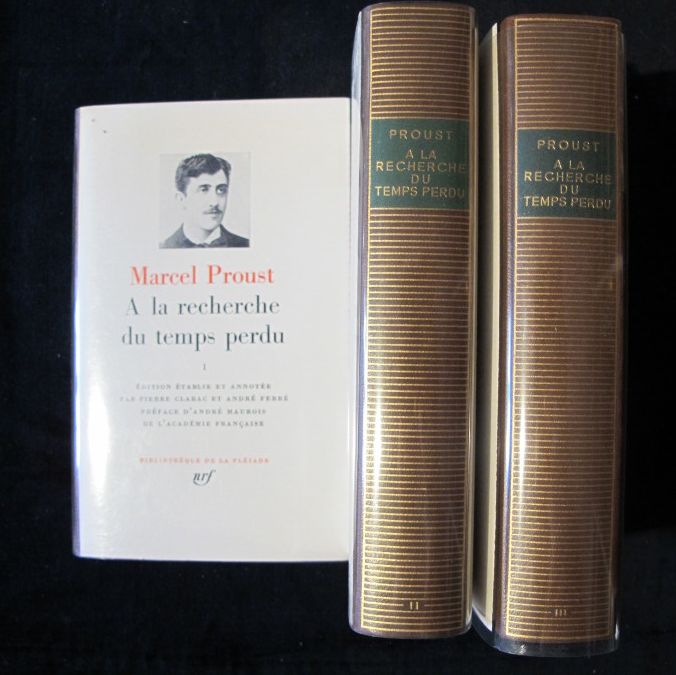 Marcel Proust
A la recherche
du temps perdu
I
ÉDITION ÉTABLIE ET ANNOTÉE
PAR PIERRE CLARAC ET ANDRÉ FERRÉ
PRÉFACE D'ANDRÉ MAUROIS
DE L'ACADÉMIE FRANÇAISE
BIBLIOTHÈQUE DE LA PLÉIADE
nrf
PROUST
A LA
RECHERCHE
DU
TEMPS PERDU
II
PROUST
A LA
RECHERCHE
DU
TEMPS PERDU
III